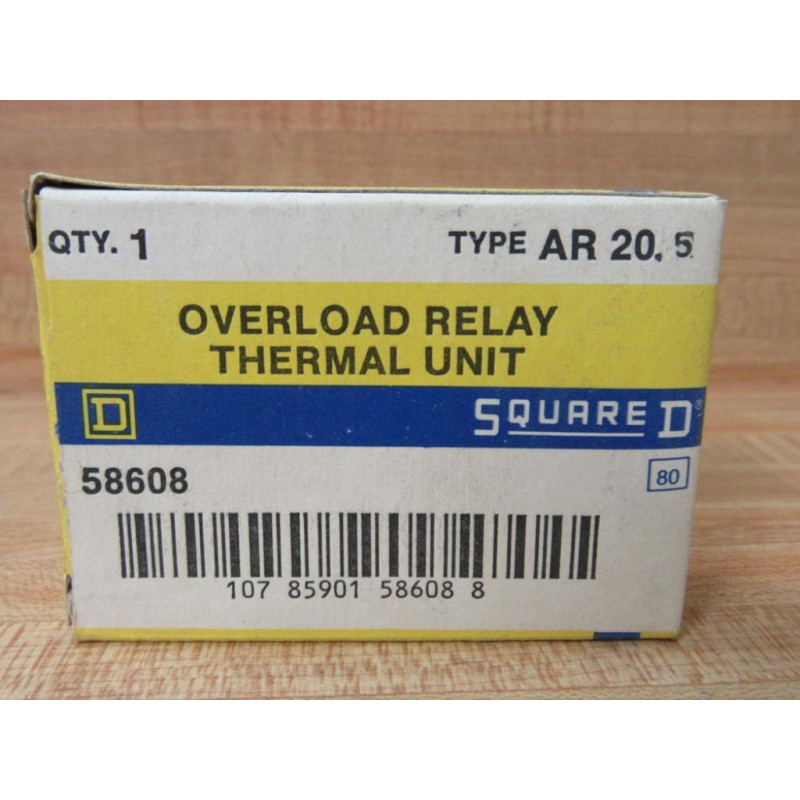 QTY. 1 TYPE AR 20.5
OVERLOAD RELAY
THERMAL UNIT
D SQUARE D ®
58608 80
107 85901 58608 8